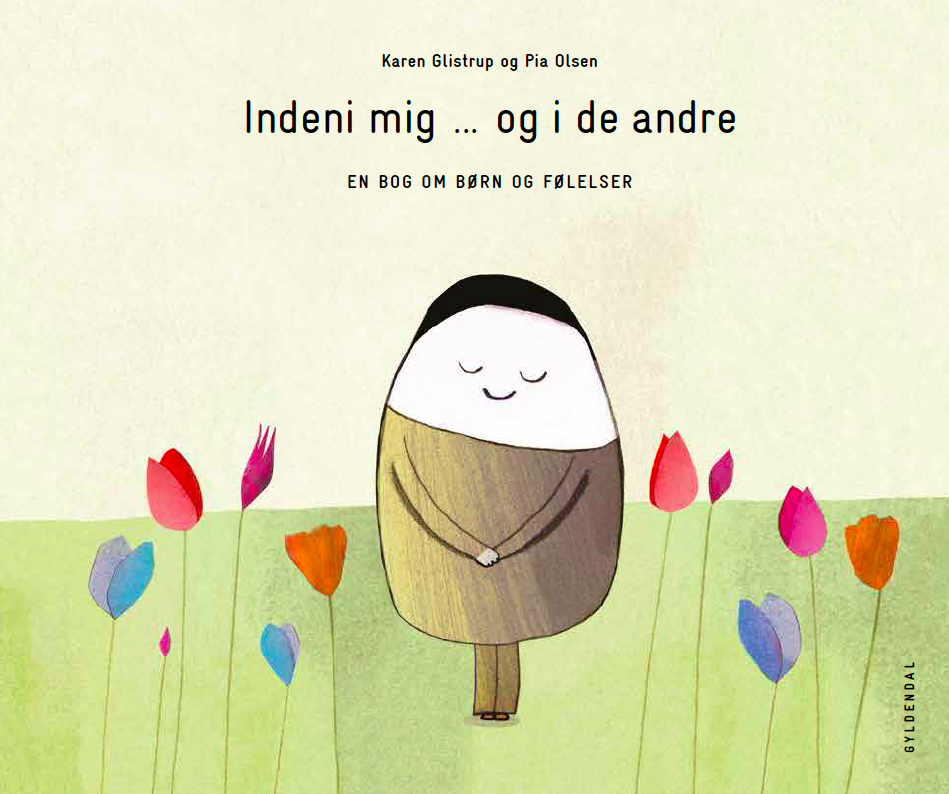 Karen Glistrup og Pia Olsen
Indeni mig ... og i de andre
EN BOG OM BØRN OG FØLELSER
GYLDENDAL